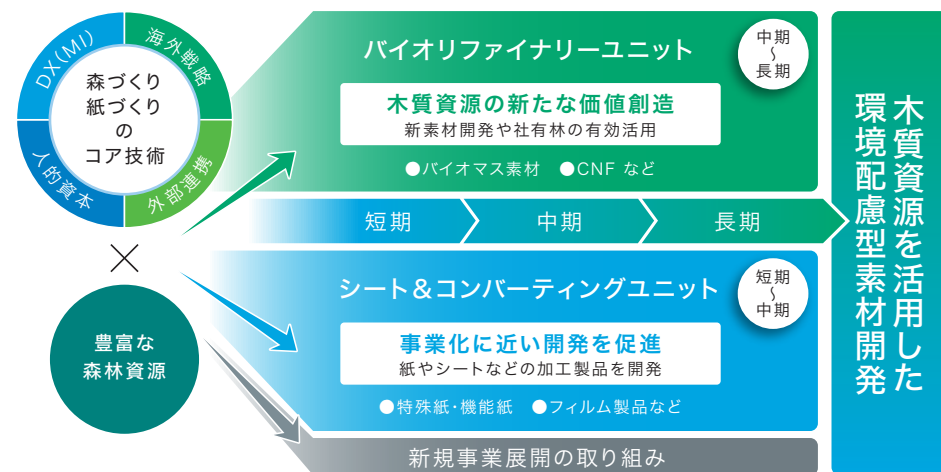 DX(MI)
海外戦略
人的資本
外部連携
森づくり
紙づくり
の
コア技術
×
豊富な
森林資源
バイオリファイナリーユニット
中期
〜
長期
木質資源の新たな価値創造
新素材開発や社有林の有効活用
●バイオマス素材 ●CNF など
短期
中期
長期
シート＆コンバーティングユニット
短期
〜
中期
事業化に近い開発を促進
紙やシートなどの加工製品を開発
●特殊紙・機能紙 ●フィルム製品など
新規事業展開の取り組み
木質資源を活用した
環境配慮型素材開発